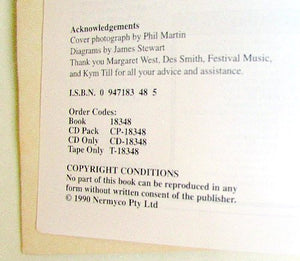 Acknowledgements
Cover photograph by Phil Martin
Diagrams by James Stewart
Thank you Margaret West, Des Smith, Festival Music,
and Kym Till for all your advice and assistance.
I.S.B.N. 0 947183 48 5
Order Codes:
Book 18348
CD Pack CP-18348
CD Only CD-18348
Tape Only T-18348
COPYRIGHT CONDITIONS
No part of this book can be reproduced in any
form without written consent of the publisher.
© 1990 Nermyco Pty Ltd